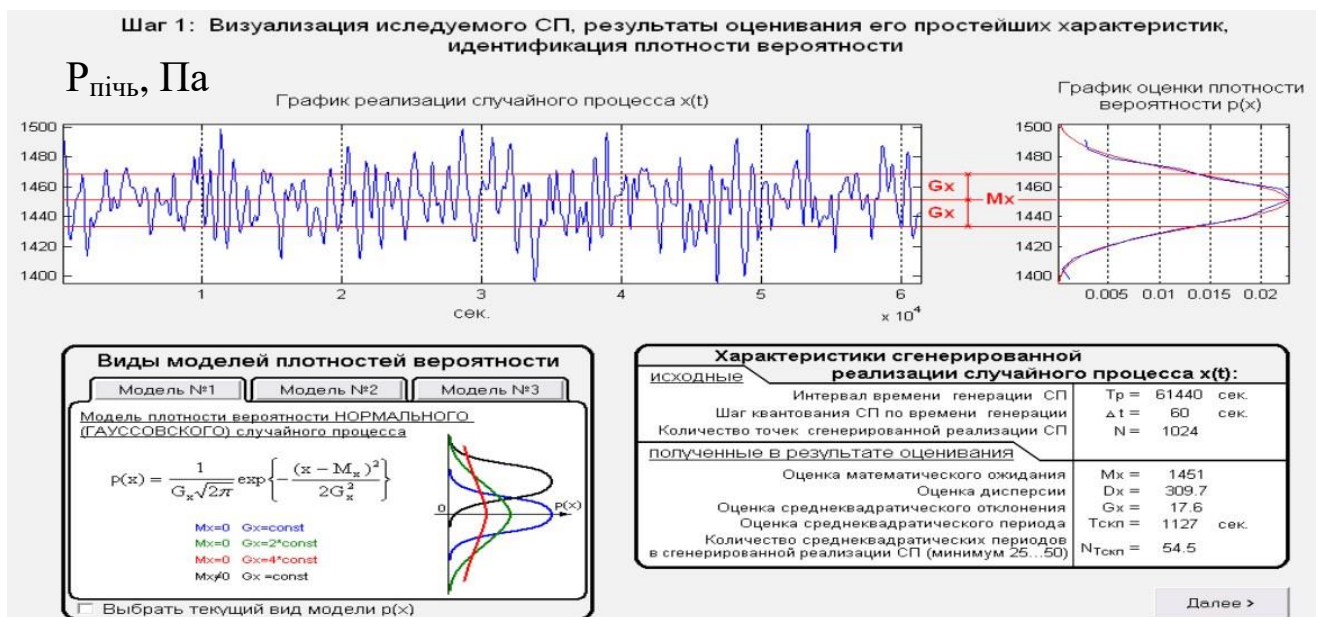 Шаг 1: Визуализация иследуемого СП, результаты оценивания его простейших характеристик,
идентификация плотности вероятности
Pпічь, Па
График реализации случайного процесса x(t)
1500
1480
1460
1440
1420
1400
1 2 3 4 5 6
сек.
x 10^4
Gx
Gx
Mx
График оценки плотности
вероятности p(x)
1500
1480
1460
1440
1420
1400
0.005 0.01 0.015 0.02
Виды моделей плотностей вероятности
Модель №1 Модель №2 Модель №3
Модель плотности вероятности НОРМАЛЬНОГО
(ГАУССОВСКОГО) случайного процесса
p(x) = 1/(Gx√2π) exp{−(x − Mx)²/(2Gx²)}
Mx=0 Gx=const
Mx=0 Gx=2*const
Mx=0 Gx=4*const
Mx≠0 Gx =const
0 P(x)
Выбрать текущий вид модели p(x)
Характеристики сгенерированной
исходные реализации случайного процесса x(t):
Интервал времени генерации СП Tp = 61440 сек.
Шаг квантования СП по времени генерации Δt = 60 сек.
Количество точек сгенерированной реализации СП N = 1024
полученные в результате оценивания
Оценка математического ожидания Mx = 1451
Оценка дисперсии Dx = 309.7
Оценка среднеквадратического отклонения Gx = 17.6
Оценка среднеквадратического периода Tскп = 1127 сек.
Количество среднеквадратических периодов
в сгенерированной реализации СП (минимум 25...50) NTскп = 54.5
Далее >